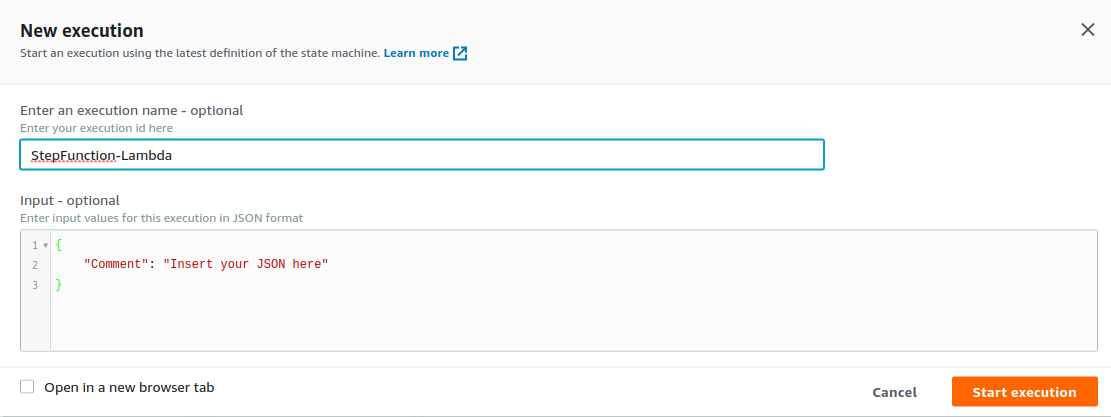 New execution
Start an execution using the latest definition of the state machine. Learn more
Enter an execution name - optional
Enter your execution id here
StepFunction-Lambda
Input - optional
Enter input values for this execution in JSON format
1 {
2 "Comment": "Insert your JSON here"
3 }
Open in a new browser tab
Cancel
Start execution